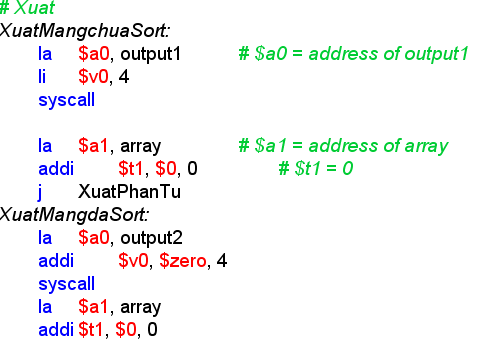 # Xuat
XuatMangchuaSort:
la $a0, output1 # $a0 = address of output1
li $v0, 4
syscall
la $a1, array # $a1 = address of array
addi $t1, $0, 0 # $t1 = 0
j XuatPhanTu
XuatMangdaSort:
la $a0, output2
addi $v0, $zero, 4
syscall
la $a1, array
addi $t1, $0, 0